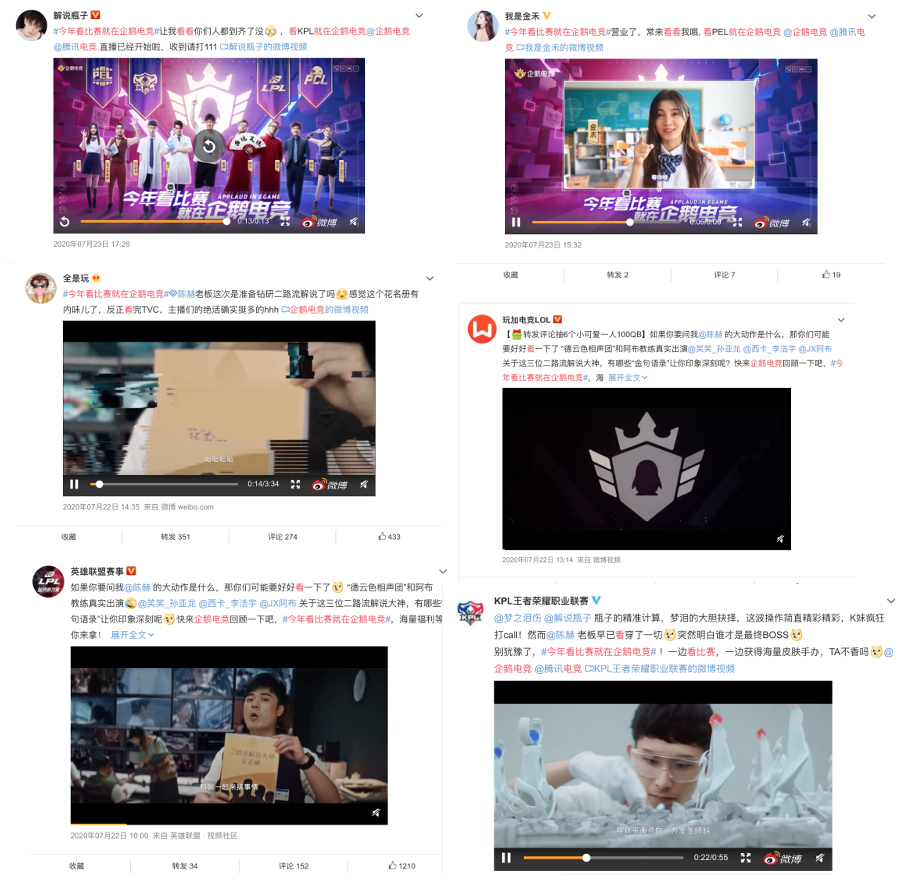 解说瓶子
#今年看比赛就在企鹅电竞#让我看看你们人都到齐了没，看KPL就在企鹅电竞@企鹅电竞
@腾讯电竞 直播已经开始啦，收到请打111 解说瓶子的微博视频
企鹅电竞
PEL
LPL
PCL
今年看比赛
APPLAUD IN EGAME
就在企鹅电竞
0:13/0:13
微博
2020年07月23日 17:26
我是金禾
#今年看比赛就在企鹅电竞#营业了，常来看看我哦, 看PEL就在企鹅电竞 @企鹅电竞 @腾讯电
竞 我是金禾的微博视频
企鹅电竞
金禾
今年看比赛
APPLAUD IN EGAME
就在企鹅电竞
微博
2020年07月23日 15:32
收藏
转发 2
评论 7
19
全是玩
#今年看比赛就在企鹅电竞#陈赫老板这次是准备钻研二路流解说了吗感觉这个花名册有
内味儿了，反正看完TVC，主播们的绝活确实挺多的hhh 企鹅电竞的微博视频
0:14/3:34
微博
2020年07月22日 14:35 来自 微博 weibo.com
收藏
转发 351
评论 274
433
玩加电竞LOL
【转发评论抽6个小可爱一人100QB】如果你要问我@陈赫 的大动作是什么，那你们可能
要好好看一下了 “德云色相声团”和阿布教练真实出演@笑笑_孙亚龙 @西卡_李浩宇 @JX阿布
关于这三位二路流解说大神，有哪些“金句语录”让你印象深刻呢？快来企鹅电竞回顾一下吧，#今
年看比赛就在企鹅电竞#，海 展开全文
2020年07月22日 13:14 来自 微博视频
英雄联盟赛事
如果你要问我@陈赫 的大动作是什么，那你们可能要好好看一下了 “德云色相声团”和阿布
教练真实出演@笑笑_孙亚龙 @西卡_李浩宇 @JX阿布 关于这三位二路流解说大神，有哪些
句语录”让你印象深刻呢快来企鹅电竞回顾一下吧，#今年看比赛就在企鹅电竞#，海量福利等
你来拿！ 展开全文
二路流解说大神
花名册
和我一起来搞事情
2020年07月22日 10:00 来自 英雄联盟 · 视频社区
收藏
转发 34
评论 152
1210
KPL王者荣耀职业联赛
@梦之泪伤 @解说瓶子 瓶子的精准计算，梦泪的大胆抉择，这波操作简直精彩精彩，K妹疯狂
打call！然而@陈赫 老板早已看穿了一切突然明白谁才是最终BOSS
别犹豫了，#今年看比赛就在企鹅电竞#！一边看比赛，一边获得海量皮肤手办，TA不香吗@
企鹅电竞 @腾讯电竞 KPL王者荣耀职业联赛的微博视频
0:22/0:55
微博